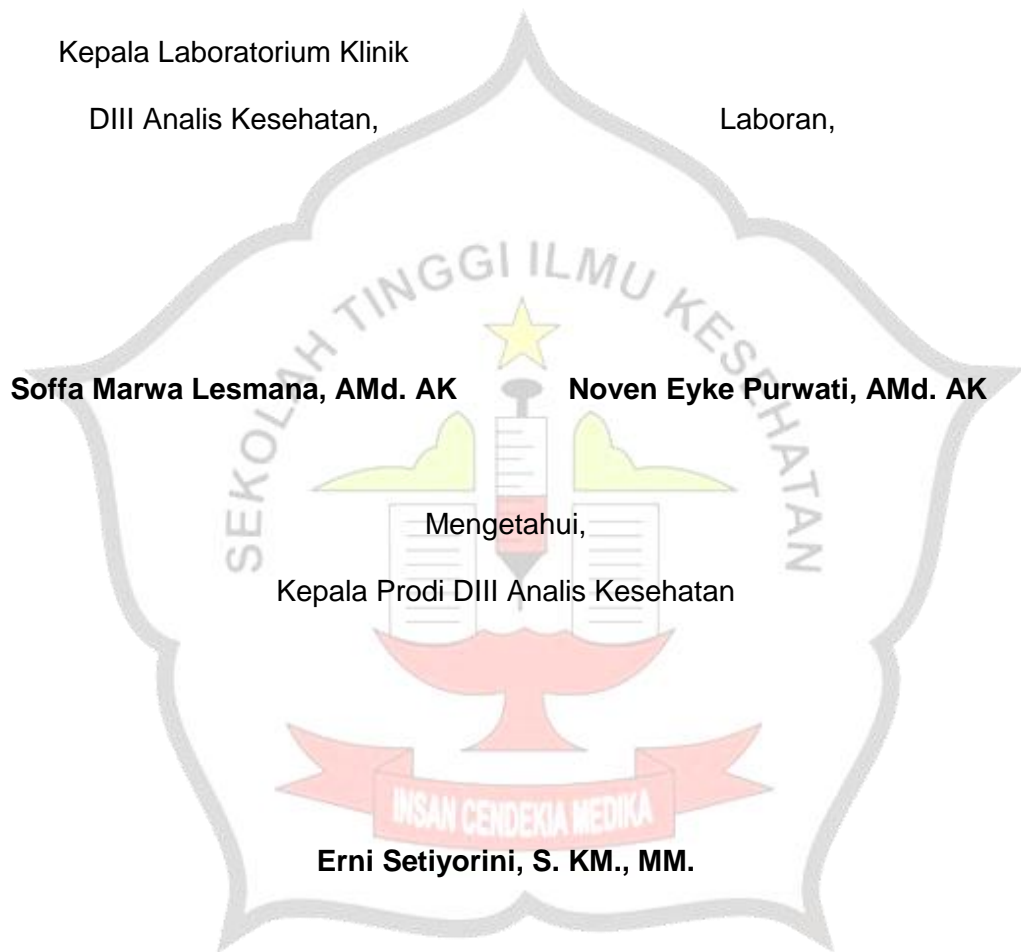 Kepala Laboratorium Klinik
DIII Analis Kesehatan,
Laboran,
SEKOLAH TINGGI ILMU KESEHATAN
Soffa Marwa Lesmana, AMd. AK
Noven Eyke Purwati, AMd. AK
Mengetahui,
Kepala Prodi DIII Analis Kesehatan
INSAN CENDEKIA MEDIKA
Erni Setiyorini, S. KM., MM.